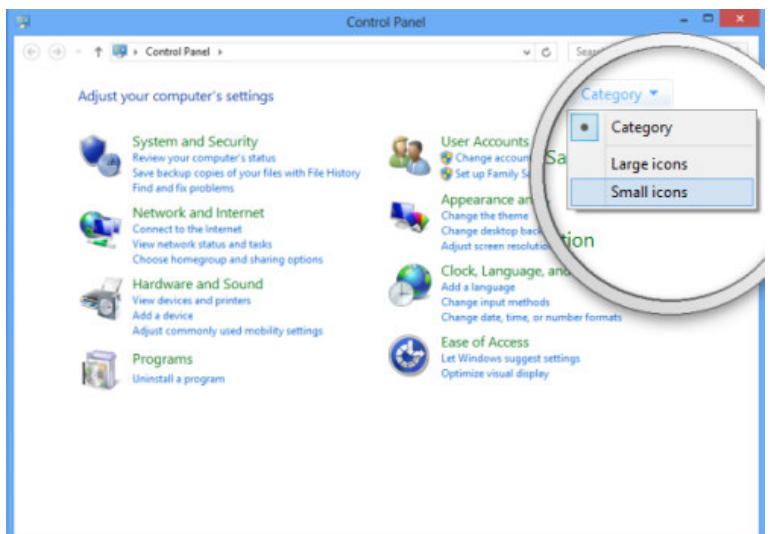 Control Panel
Control Panel
Adjust your computer's settings
Category
Category
Large icons
Small icons
System and Security
Review your computer's status
Save backup copies of your files with File History
Find and fix problems
Network and Internet
Connect to the Internet
View network status and tasks
Choose homegroup and sharing options
Hardware and Sound
View devices and printers
Add a device
Adjust commonly used mobility settings
Programs
Uninstall a program
User Accounts
Change accoun
Set up Family Sa
Appearance an
Change the theme
Change desktop back
Adjust screen resolutio
Clock, Language, and
Add a language
Change input methods
Change date, time, or number formats
Ease of Access
Let Windows suggest settings
Optimize visual display